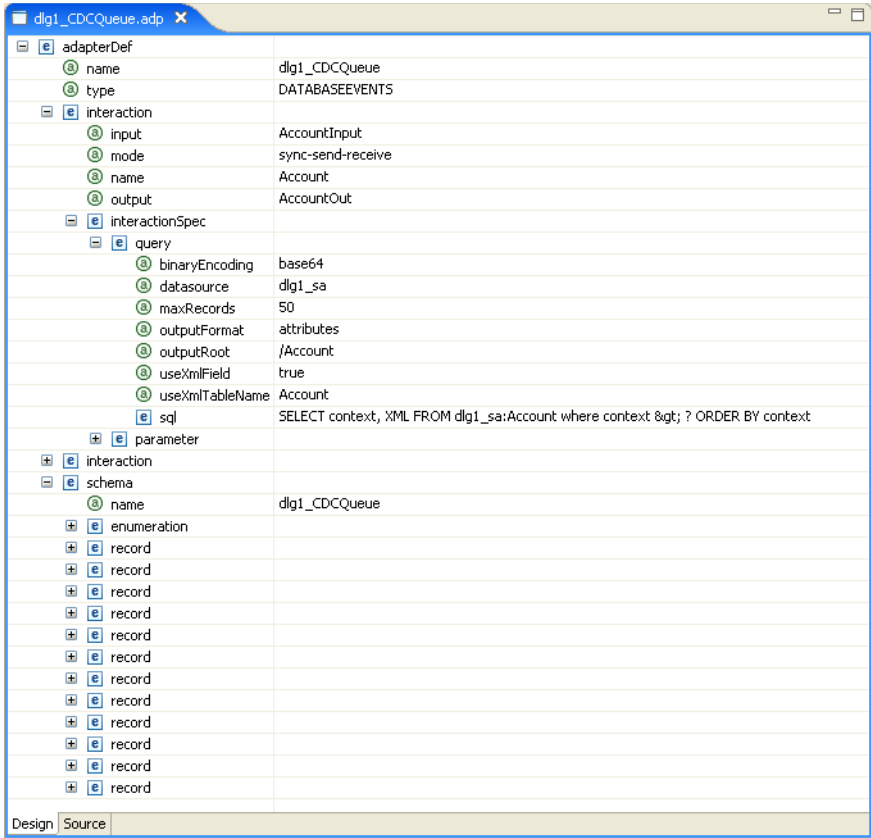 dlg1_CDCQueue.adp
e adapterDef
a name dlg1_CDCQueue
a type DATABASEEVENTS
e interaction
a input AccountInput
a mode sync-send-receive
a name Account
a output AccountOut
e interactionSpec
e query
a binaryEncoding base64
a datasource dlg1_sa
a maxRecords 50
a outputFormat attributes
a outputRoot /Account
a useXmlField true
a useXmlTableName Account
e sql SELECT context, XML FROM dlg1_sa:Account where context &gt; ? ORDER BY context
e parameter
e interaction
e schema
a name dlg1_CDCQueue
e enumeration
e record
e record
e record
e record
e record
e record
e record
e record
e record
e record
e record
e record
Design Source